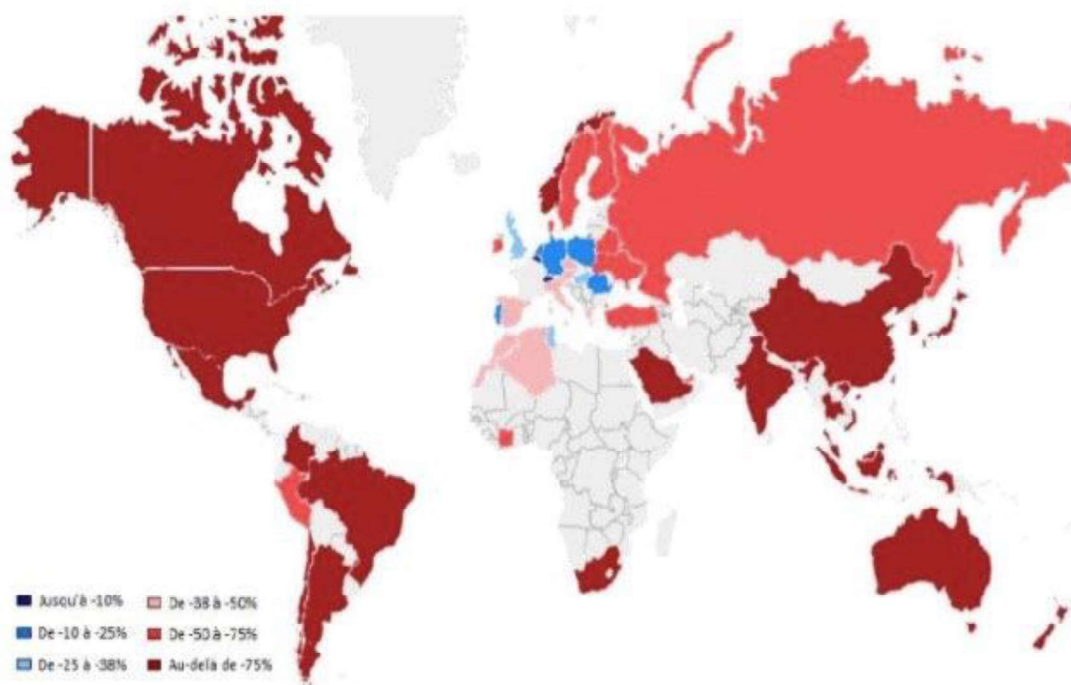 Jusqu'à -10%
De -10 à -25%
De -25 à -38%
De -38 à -50%
De -50 à -75%
Au-delà de -75%